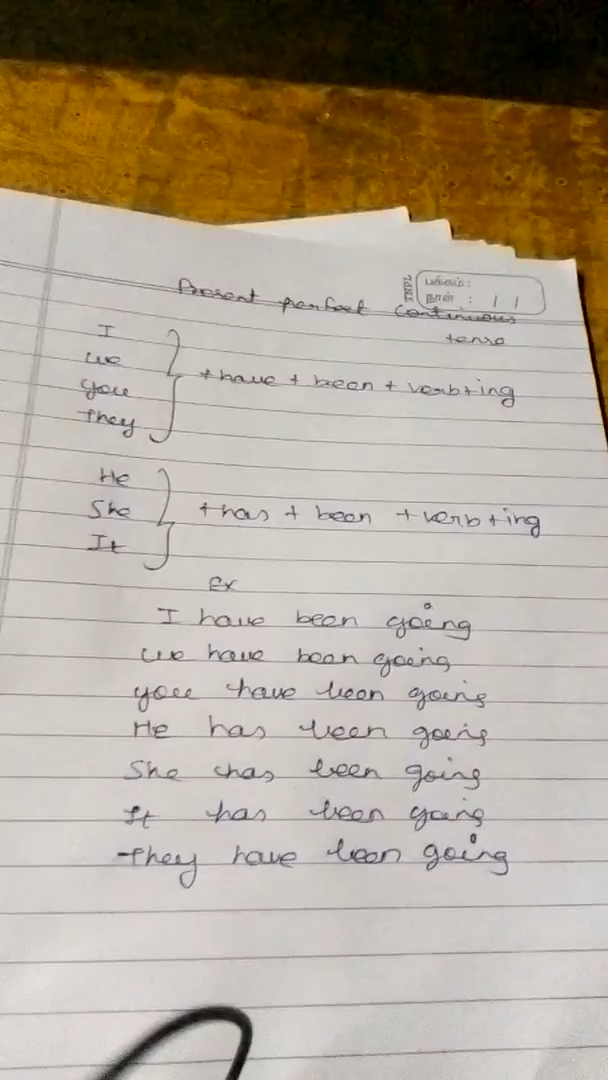 TNPL
பக்கம்:
நாள் : / /
Present perfect continuous
tense
I
we
you
They
+have + been + verb+ing
He
She
It
+has + been + verb+ing
Ex
I have been going
we have been going
you have been going
He has been going
She has been going
It has been going
They have been going